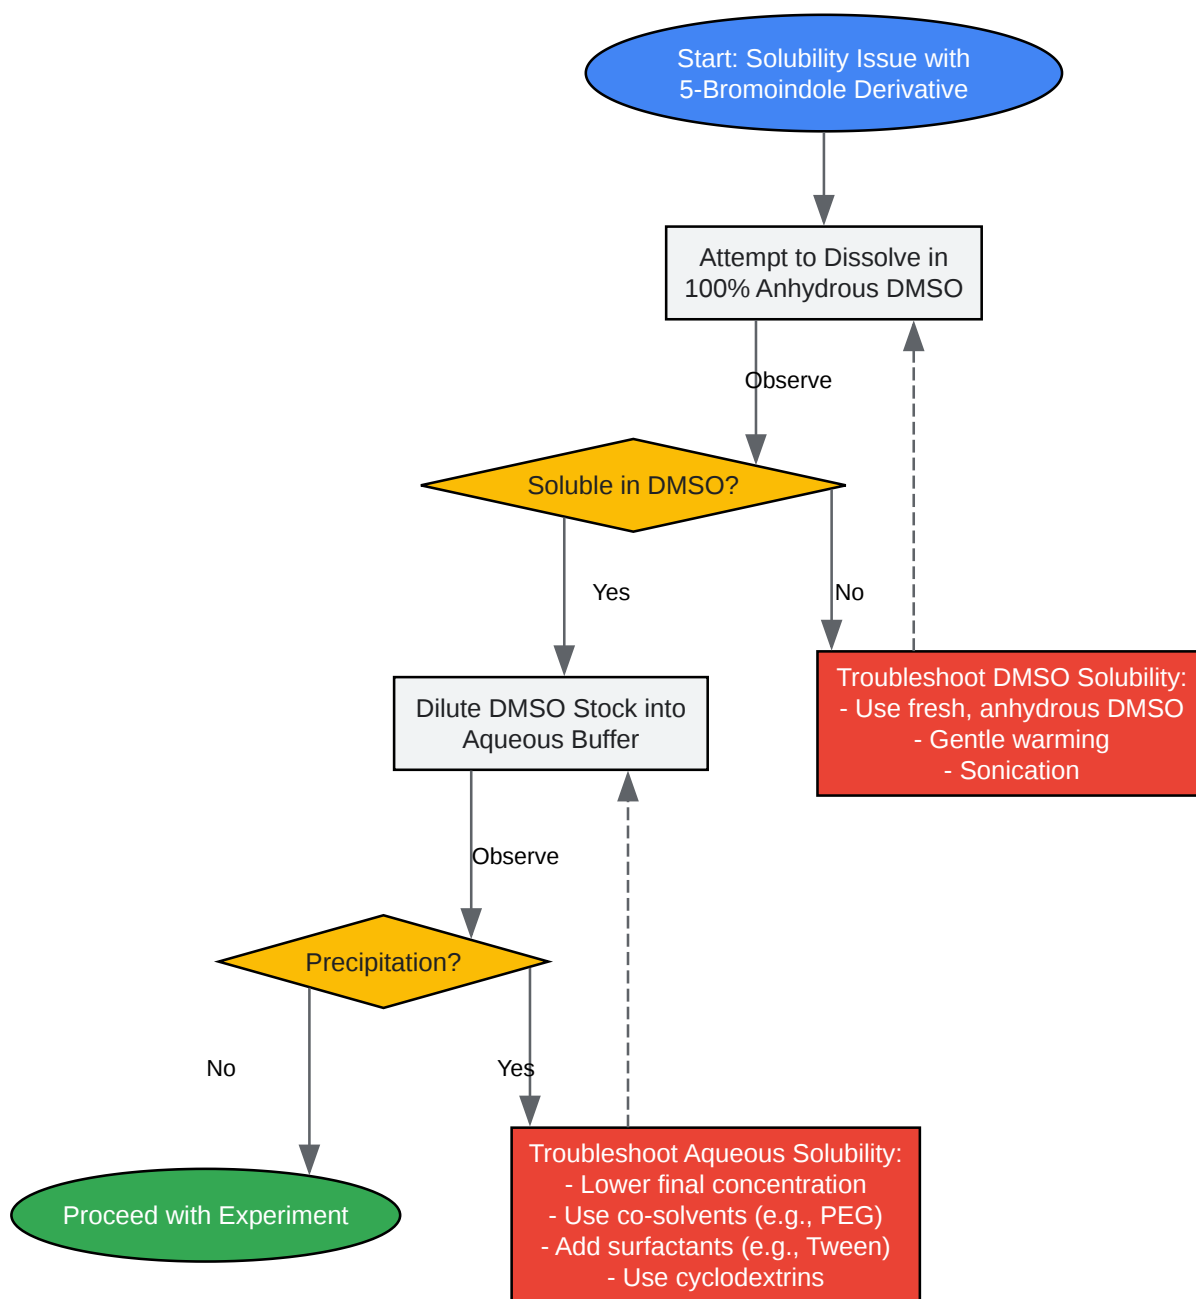 Start: Solubility Issue with
5-Bromoindole Derivative
Attempt to Dissolve in
100% Anhydrous DMSO
Observe
Soluble in DMSO?
Yes
No
Troubleshoot DMSO Solubility:
- Use fresh, anhydrous DMSO
- Gentle warming
- Sonication
Dilute DMSO Stock into
Aqueous Buffer
Observe
Precipitation?
No
Yes
Troubleshoot Aqueous Solubility:
- Lower final concentration
- Use co-solvents (e.g., PEG)
- Add surfactants (e.g., Tween)
- Use cyclodextrins
Proceed with Experiment